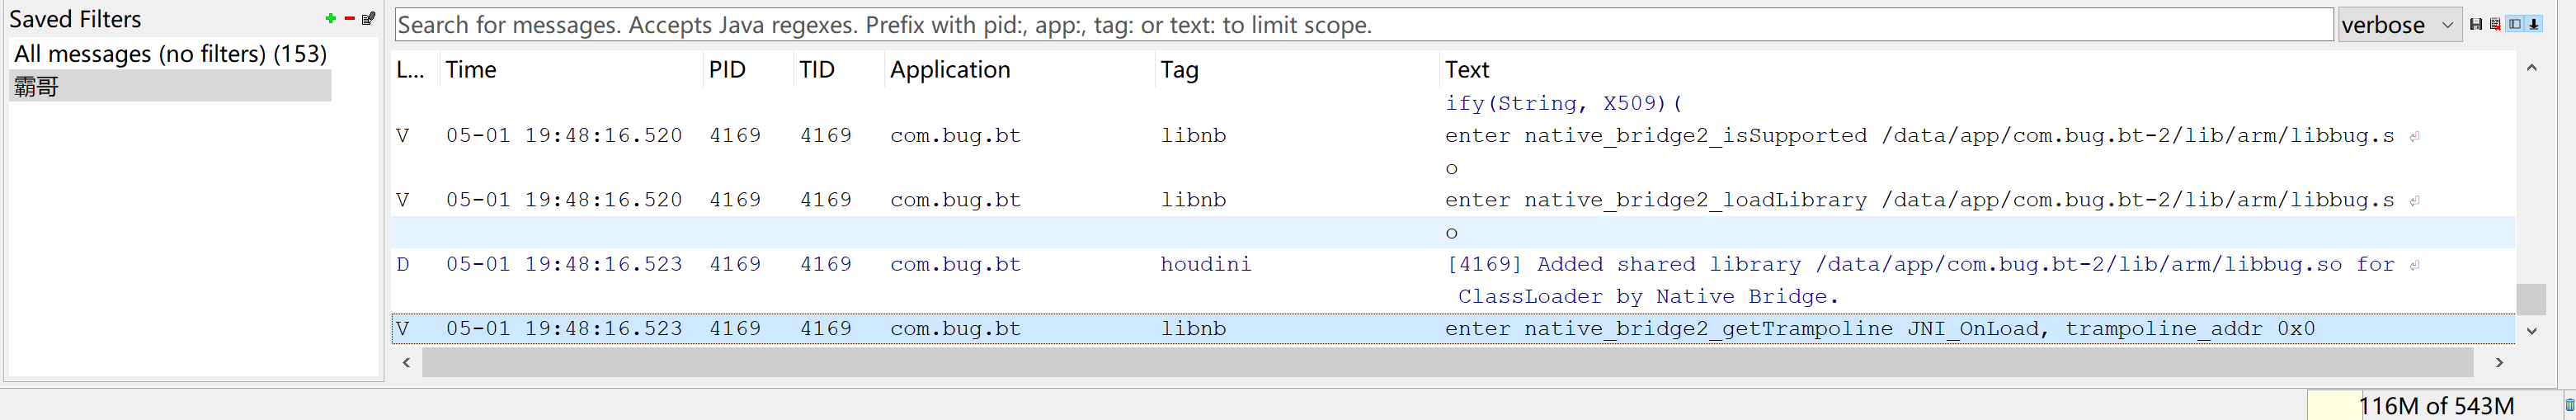 Saved Filters
All messages (no filters) (153)
霸哥
Search for messages. Accepts Java regexes. Prefix with pid:, app:, tag: or text: to limit scope.
verbose
L... Time PID TID Application Tag Text
ify(String, X509)(
V 05-01 19:48:16.520 4169 4169 com.bug.bt libnb enter native_bridge2_isSupported /data/app/com.bug.bt-2/lib/arm/libbug.s
o
V 05-01 19:48:16.520 4169 4169 com.bug.bt libnb enter native_bridge2_loadLibrary /data/app/com.bug.bt-2/lib/arm/libbug.s
o
D 05-01 19:48:16.523 4169 4169 com.bug.bt houdini [4169] Added shared library /data/app/com.bug.bt-2/lib/arm/libbug.so for
ClassLoader by Native Bridge.
V 05-01 19:48:16.523 4169 4169 com.bug.bt libnb enter native_bridge2_getTrampoline JNI_OnLoad, trampoline_addr 0x0
116M of 543M